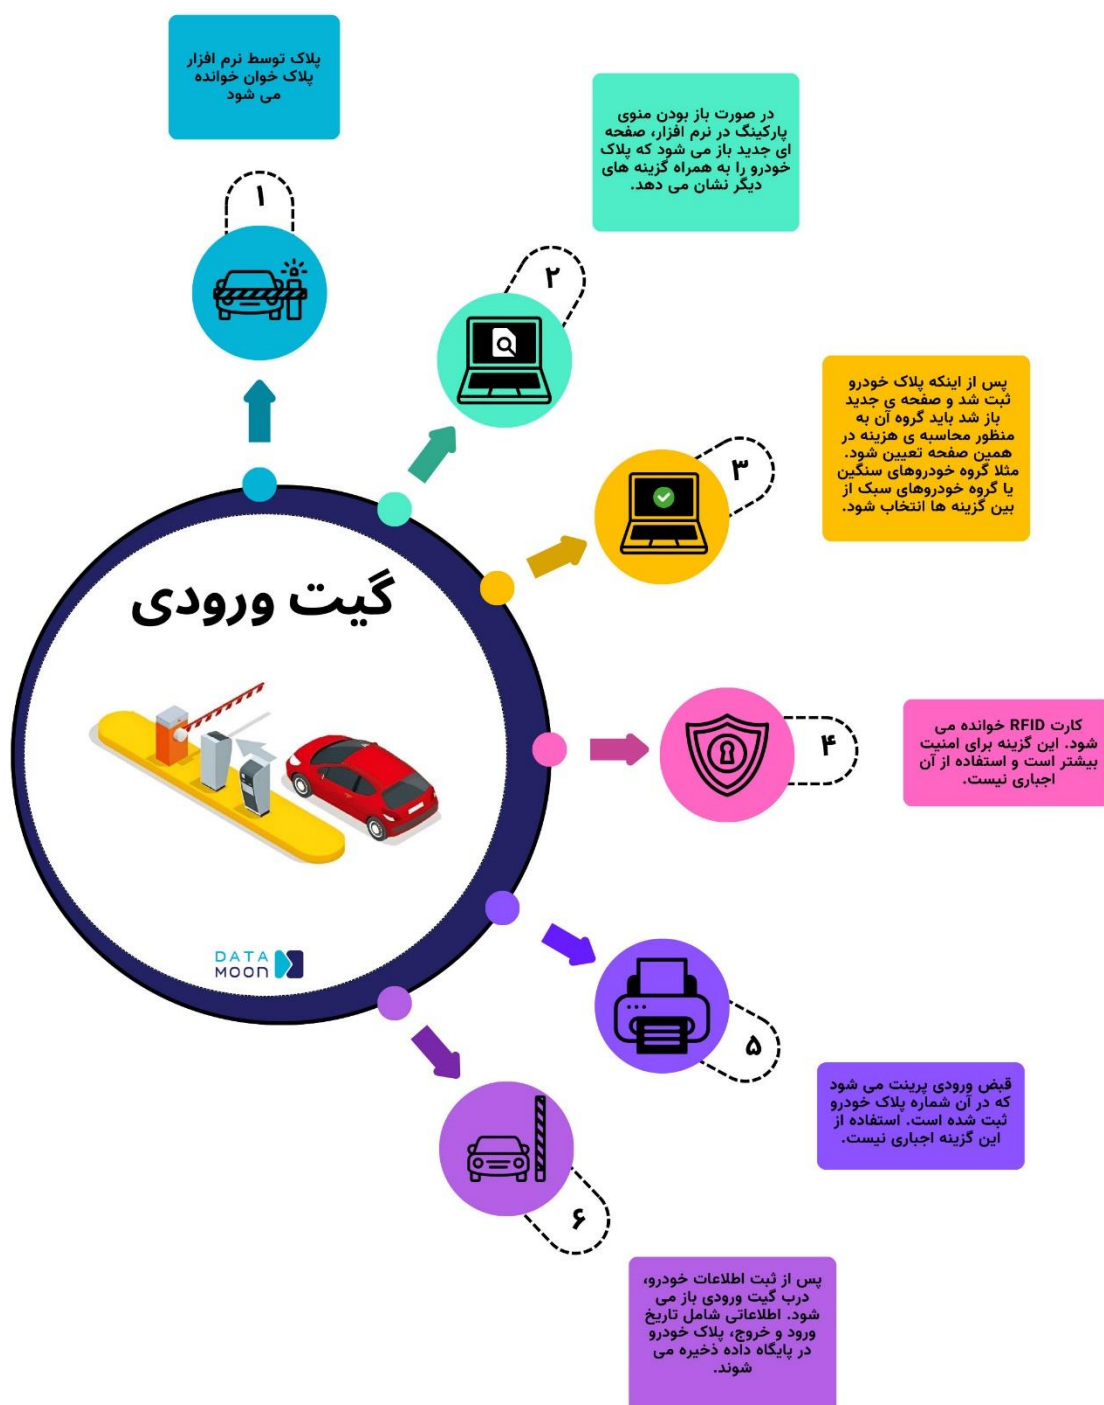 پلاک توسط نرم افزار
پلاک خوان خوانده
می شود
۱
در صورت باز بودن منوی
پارکینگ در نرم افزار، صفحه
ای جدید باز می شود که پلاک
خودرو را به همراه گزینه های
دیگر نشان می دهد.
۲
پس از اینکه پلاک خودرو
ثبت شد و صفحه ی جدید
باز شد باید گروه آن به
منظور محاسبه ی هزینه در
همین صفحه تعیین شود.
مثلا گروه خودروهای سنگین
یا گروه خودروهای سبک از
بین گزینه ها انتخاب شود.
۳
گیت ورودی
کارت RFID خوانده می
شود. این گزینه برای امنیت
بیشتر است و استفاده از آن
اجباری نیست.
۴
DATA
MOON
قبض ورودی پرینت می شود
که در آن شماره پلاک خودرو
ثبت شده است. استفاده از
این گزینه اجباری نیست.
۵
پس از ثبت اطلاعات خودرو،
درب گیت ورودی باز می
شود. اطلاعاتی شامل تاریخ
ورود و خروج، پلاک خودرو
در پایگاه داده ذخیره می
شوند.
۶